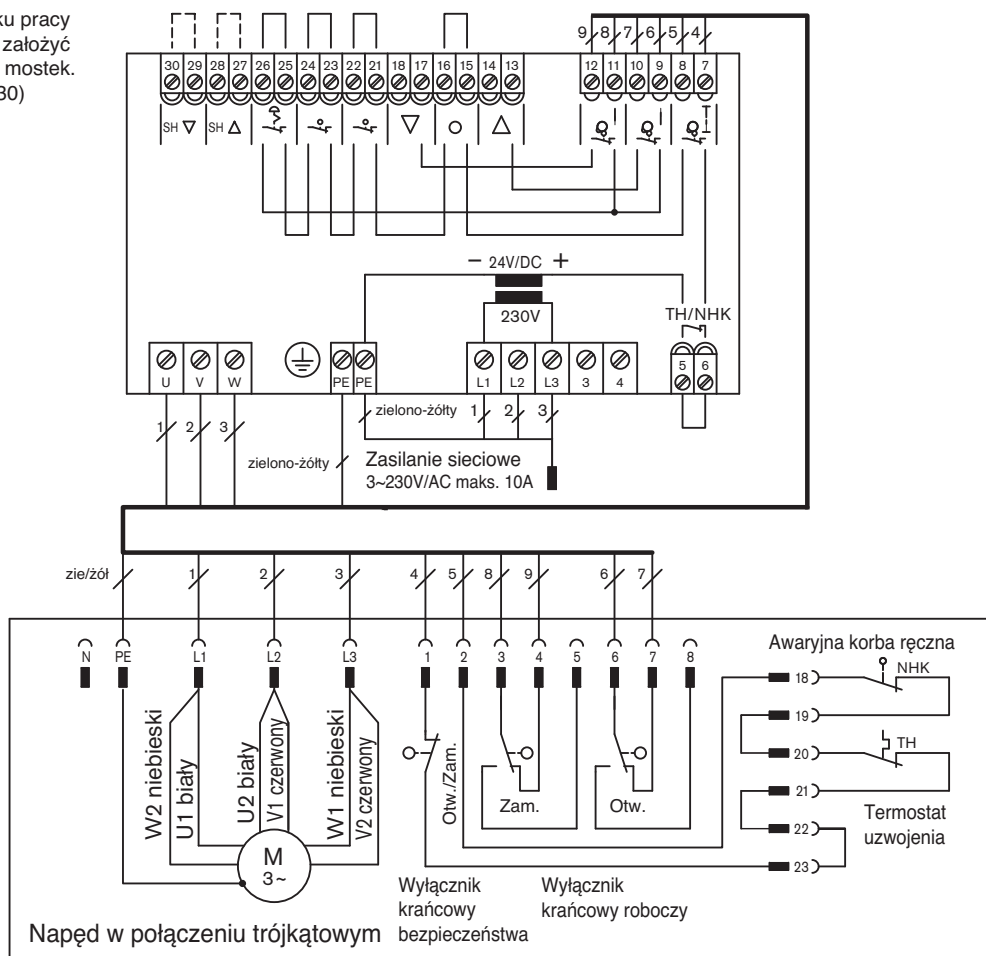 ku pracy
założyć
mostek.
30)
9 8 7 6 5 4
30 29 28 27 26 25 24 23 22 21 18 17 16 15 14 13
12 11 10 9 8 7
SH SH
− 24V/DC +
230V
TH/NHK
U V W
PE PE
L1 L2 L3 3 4
5 6
1 2 3
zielono-żółty
zielono-żółty
1 2 3
Zasilanie sieciowe
3~230V/AC maks. 10A
zie/żół
1 2 3 4 5 8 9 6 7
N PE L1 L2 L3 1 2 3 4 5 6 7 8
Awaryjna korba ręczna
18 NHK
19
20 TH
21
22
23
Termostat
uzwojenia
W2 niebieski
U1 biały
U2 biały
V1 czerwony
W1 niebieski
V2 czerwony
Otw./Zam.
Zam.
Otw.
M
3~
Wyłącznik
krańcowy
bezpieczeństwa
Wyłącznik
krańcowy roboczy
Napęd w połączeniu trójkątowym